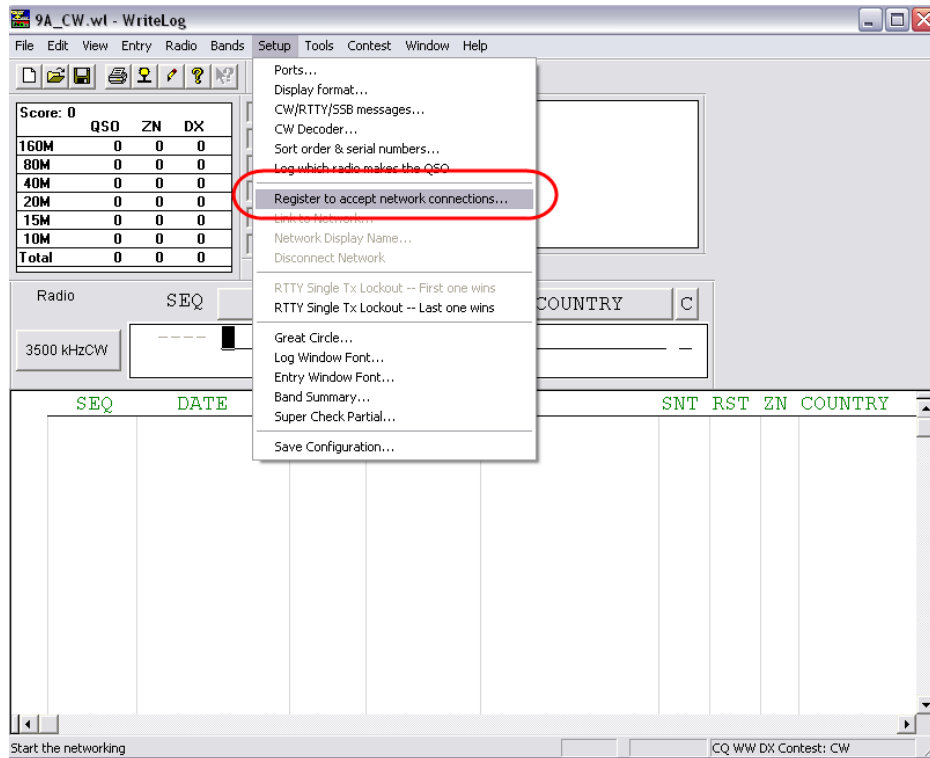 9A_CW.wl - WriteLog
File Edit View Entry Radio Bands Setup Tools Contest Window Help
Ports...
Display format...
CW/RTTY/SSB messages...
CW Decoder...
Sort order & serial numbers...
Log which radio makes the QSO
Register to accept network connections...
Link to Network...
Network Display Name...
Disconnect Network
RTTY Single Tx Lockout -- First one wins
RTTY Single Tx Lockout -- Last one wins
Great Circle...
Log Window Font...
Entry Window Font...
Band Summary...
Super Check Partial...
Save Configuration...
Score: 0
QSO ZN DX
160M 0 0 0
80M 0 0 0
40M 0 0 0
20M 0 0 0
15M 0 0 0
10M 0 0 0
Total 0 0 0
Radio SEQ COUNTRY C
3500 kHzCW
SEQ DATE SNT RST ZN COUNTRY
Start the networking CQ WW DX Contest: CW